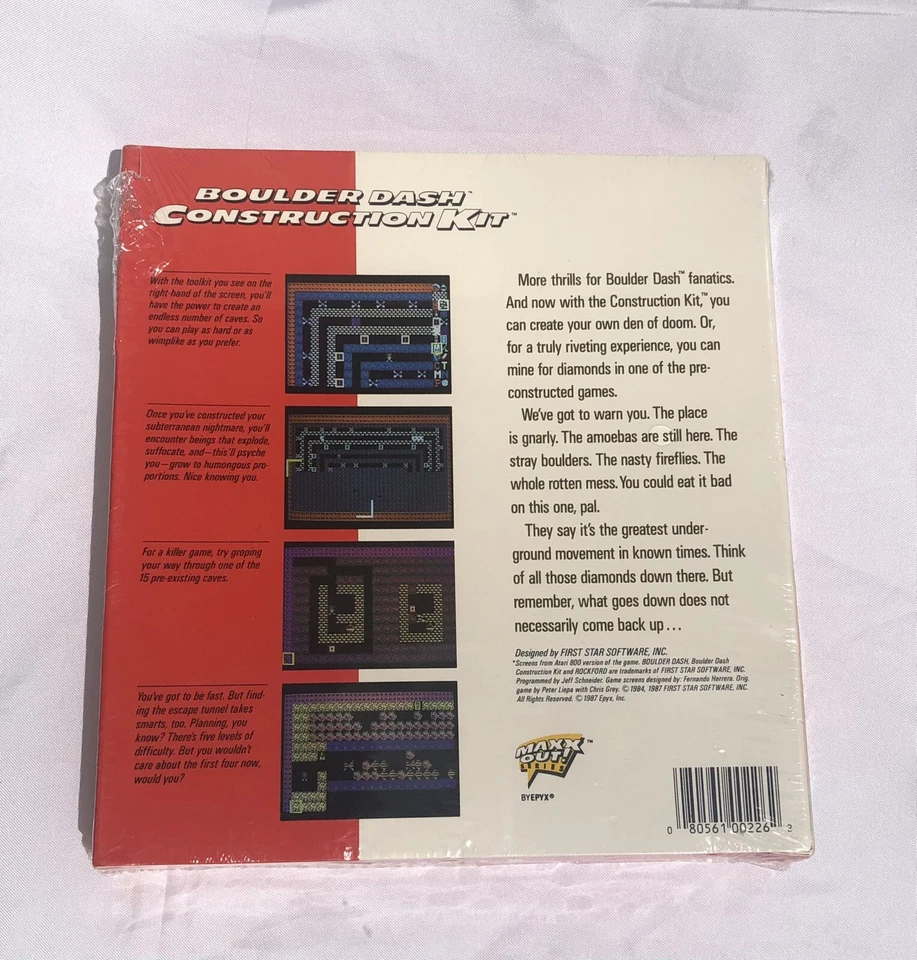 BOULDER DASH™
CONSTRUCTION KIT™
With the toolkit you see on the
right-hand of the screen, you'll
have the power to create an
endless number of caves. So
you can play as hard or as
wimplike as you prefer.
Once you've constructed your
subterranean nightmare, you'll
encounter beings that explode,
suffocate, and—this'll psyche
you—grow to humongous pro-
portions. Nice knowing you.
For a killer game, try groping
your way through one of the
15 pre-existing caves.
You've got to be fast. But find-
ing the escape tunnel takes
smarts, too. Planning, you
know? There's five levels of
difficulty. But you wouldn't
care about the first four now,
would you?
More thrills for Boulder Dash™ fanatics.
And now with the Construction Kit,™ you
can create your own den of doom. Or,
for a truly riveting experience, you can
mine for diamonds in one of the pre-
constructed games.
We've got to warn you. The place
is gnarly. The amoebas are still here. The
stray boulders. The nasty fireflies. The
whole rotten mess. You could eat it bad
on this one, pal.
They say it's the greatest under-
ground movement in known times. Think
of all those diamonds down there. But
remember, what goes down does not
necessarily come back up...
Designed by FIRST STAR SOFTWARE, INC.
*Screens from Atari 800 version of the game. BOULDER DASH, Boulder Dash
Construction Kit and ROCKFORD are trademarks of FIRST STAR SOFTWARE, INC.
Programmed by Jeff Schneider. Game screens designed by: Fernando Herrera. Orig.
game by Peter Liepa with Chris Grey. © 1984, 1987 FIRST STAR SOFTWARE, INC.
All Rights Reserved. © 1987 Epyx, Inc.
MAXX
OUT!™
SERIES
BY EPYX®
0 80561 00226 2